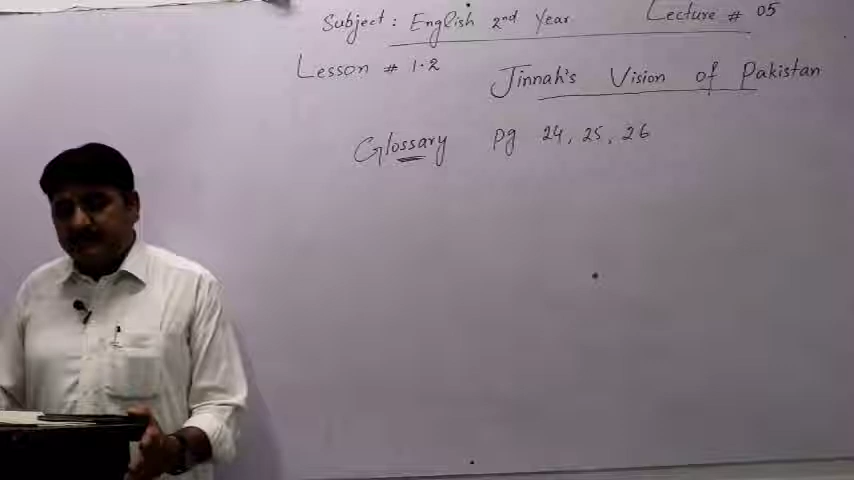 Subject: English 2nd Year Lecture # 05
Lesson # 1.2 Jinnah's Vision of Pakistan
Glossary Pg 24, 25, 26